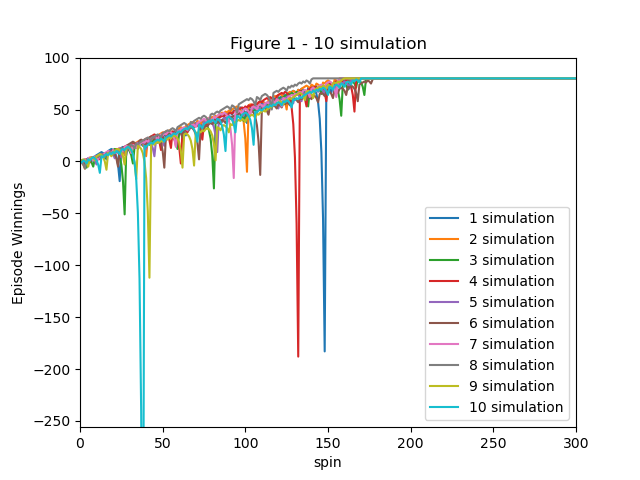 Figure 1 - 10 simulation
100
50
0
−50
−100
−150
−200
−250
Episode Winnings
1 simulation
2 simulation
3 simulation
4 simulation
5 simulation
6 simulation
7 simulation
8 simulation
9 simulation
10 simulation
0 50 100 150 200 250 300
spin